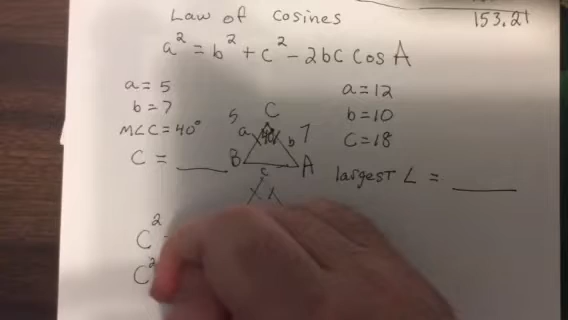 153.21
Law of Cosines
a² = b² + c² - 2bc Cos A
a = 5
b = 7
m∠C = 40°
C = ____
5
C
a 40° b 7
B A
c
a = 12
b = 10
C = 18
largest ∠ = ____
C²
C²